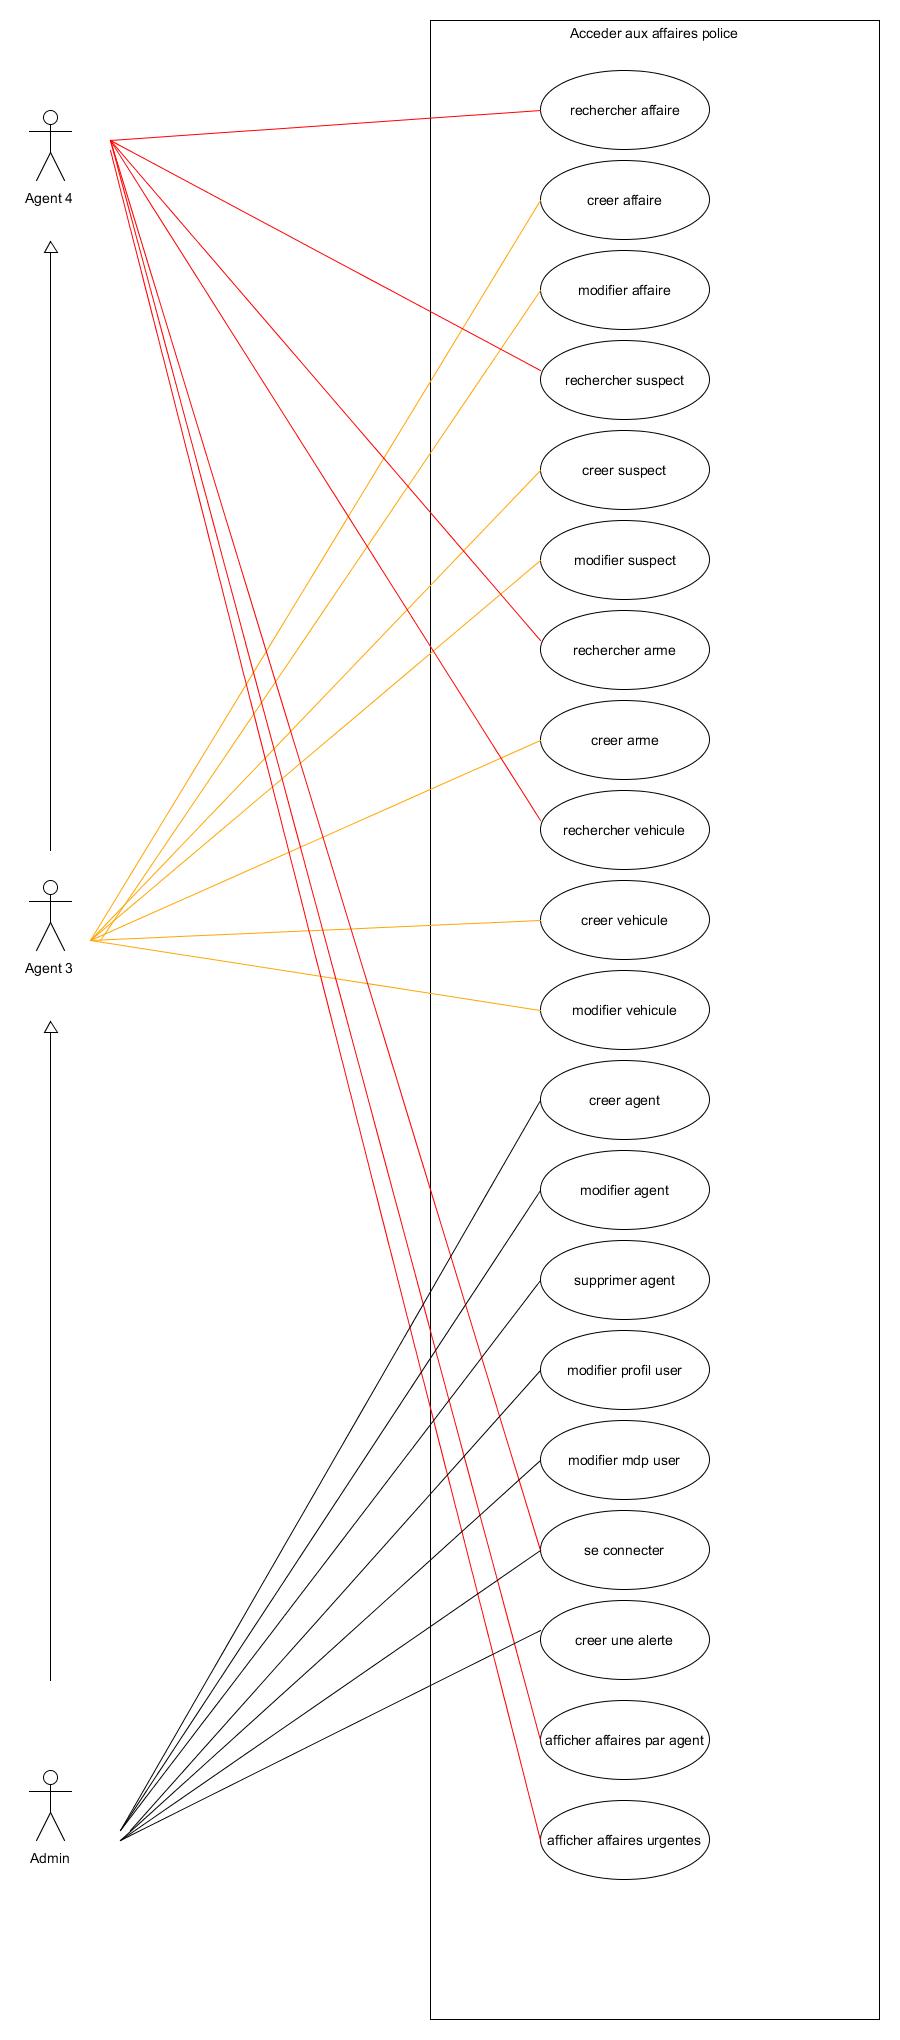 Acceder aux affaires police
rechercher affaire
Agent 4
creer affaire
modifier affaire
rechercher suspect
creer suspect
modifier suspect
rechercher arme
creer arme
rechercher vehicule
creer vehicule
Agent 3
modifier vehicule
creer agent
modifier agent
supprimer agent
modifier profil user
modifier mdp user
se connecter
creer une alerte
afficher affaires par agent
afficher affaires urgentes
Admin